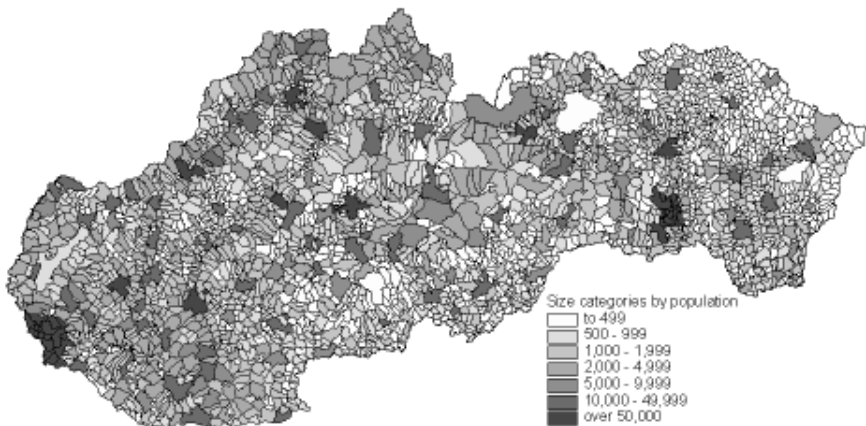 Size categories by population
to 499
500 - 999
1,000 - 1,999
2,000 - 4,999
5,000 - 9,999
10,000 - 49,999
over 50,000